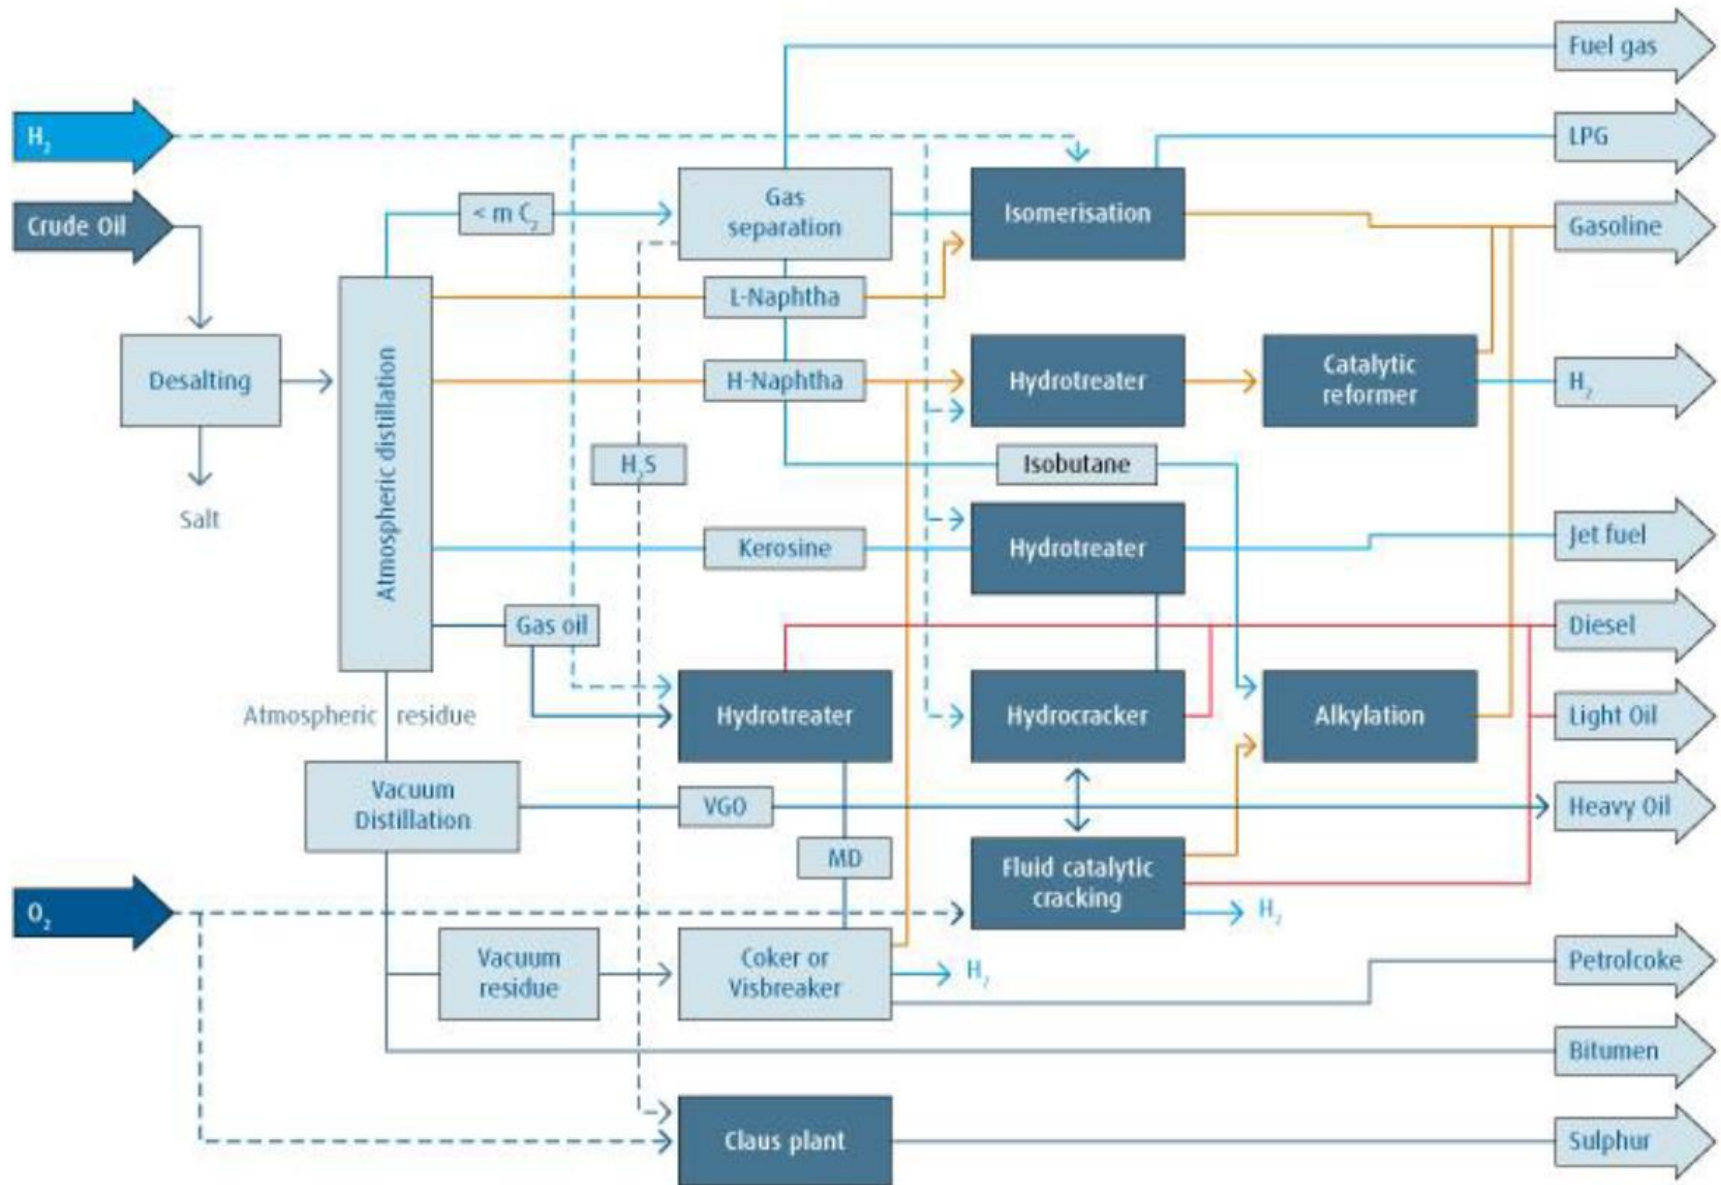 Fuel gas
H₂
LPG
Crude Oil
< m C₂
Gas
separation
Isomerisation
Gasoline
L-Naphtha
Desalting
Atmospheric distillation
H-Naphtha
Hydrotreater
Catalytic
reformer
H₂
H₂S
Isobutane
Salt
Kerosine
Hydrotreater
Jet fuel
Gas oil
Diesel
Atmospheric residue
Hydrotreater
Hydrocracker
Alkylation
Light Oil
Vacuum
Distillation
VGO
Heavy Oil
MD
Fluid catalytic
cracking
O₂
H₂
Vacuum
residue
Coker or
Visbreaker
H₂
Petrolcoke
Bitumen
Claus plant
Sulphur